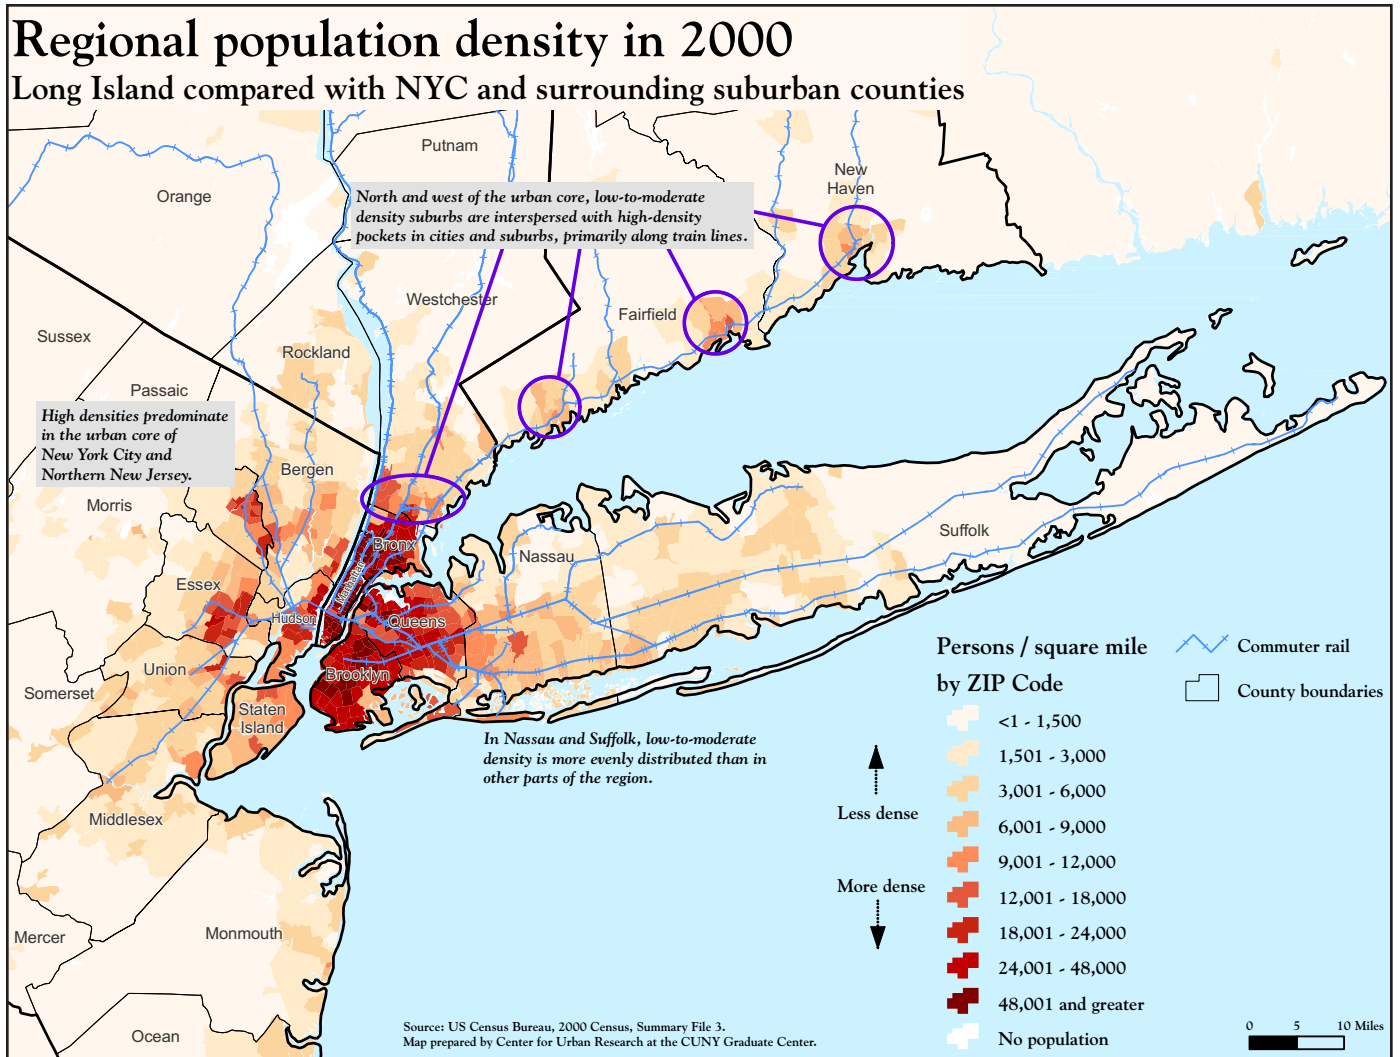 Regional population density in 2000
Long Island compared with NYC and surrounding suburban counties
Putnam
New
Haven
Orange
North and west of the urban core, low-to-moderate
density suburbs are interspersed with high-density
pockets in cities and suburbs, primarily along train lines.
Westchester
Fairfield
Sussex
Rockland
Passaic
High densities predominate
in the urban core of
New York City and
Northern New Jersey.
Bergen
Morris
Suffolk
Bronx
Nassau
Manhattan
Essex
Hudson
Queens
Union
Brooklyn
Somerset
Staten
Island
In Nassau and Suffolk, low-to-moderate
density is more evenly distributed than in
other parts of the region.
Middlesex
Mercer
Monmouth
Ocean
Persons / square mile
by ZIP Code
<1 - 1,500
1,501 - 3,000
3,001 - 6,000
6,001 - 9,000
9,001 - 12,000
12,001 - 18,000
18,001 - 24,000
24,001 - 48,000
48,001 and greater
No population
Less dense
More dense
Commuter rail
County boundaries
Source: US Census Bureau, 2000 Census, Summary File 3.
Map prepared by Center for Urban Research at the CUNY Graduate Center.
0 5 10 Miles